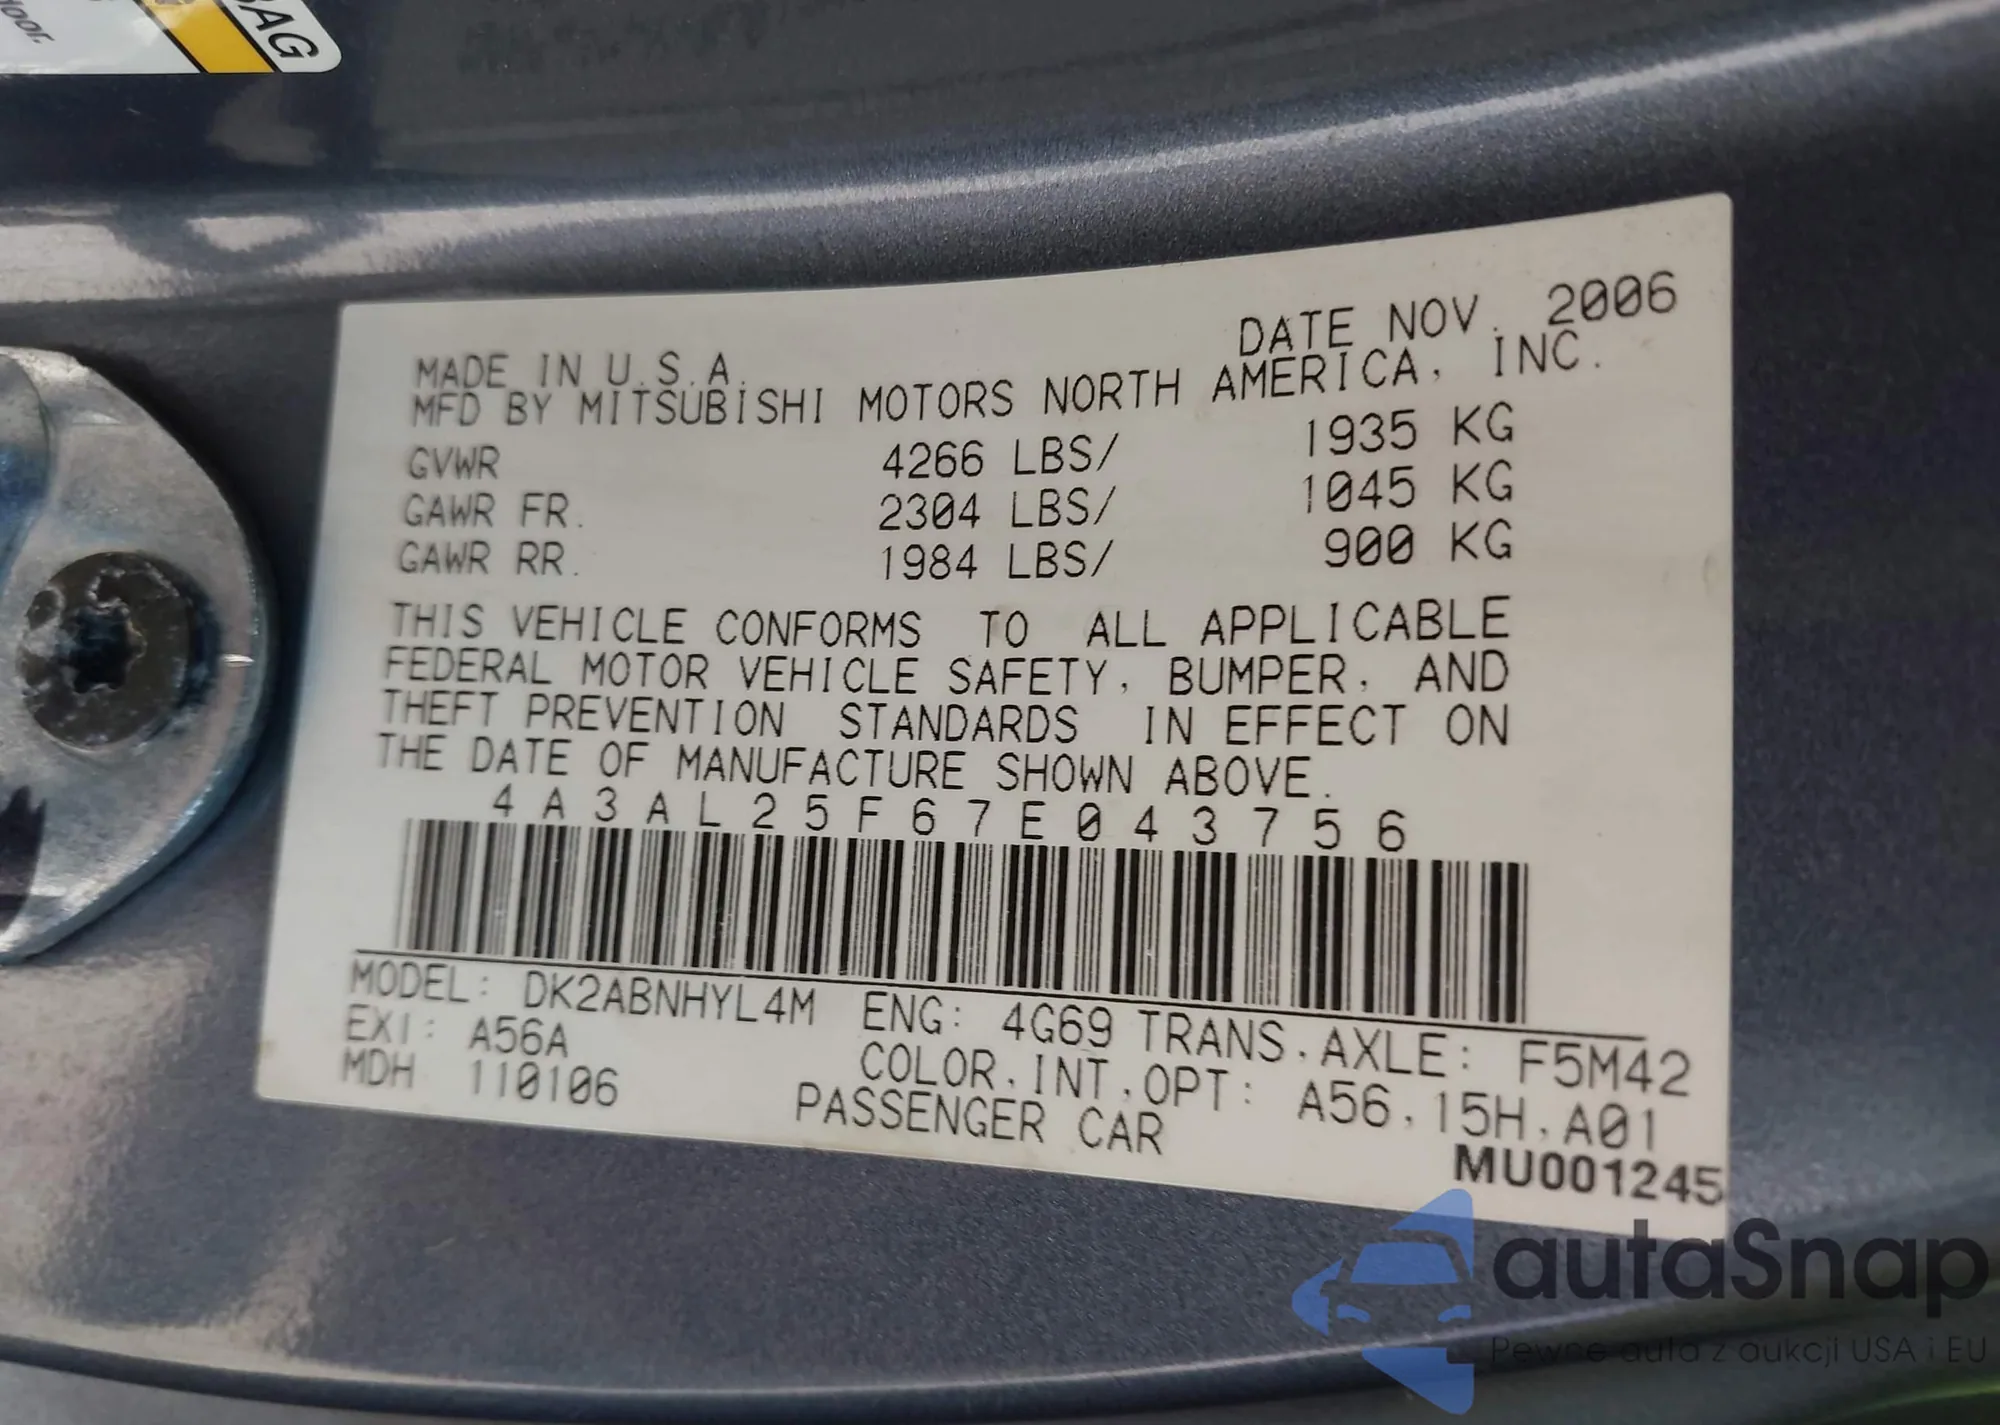 BAG
door.
DATE NOV. 2006
MADE IN U.S.A.
MFD BY MITSUBISHI MOTORS NORTH AMERICA, INC.
GVWR 4266 LBS/ 1935 KG
GAWR FR. 2304 LBS/ 1045 KG
GAWR RR. 1984 LBS/ 900 KG
THIS VEHICLE CONFORMS TO ALL APPLICABLE
FEDERAL MOTOR VEHICLE SAFETY, BUMPER, AND
THEFT PREVENTION STANDARDS IN EFFECT ON
THE DATE OF MANUFACTURE SHOWN ABOVE.
4A3AL25F67E043756
MODEL: DK2ABNHYL4M ENG: 4G69 TRANS.AXLE: F5M42
EXI: A56A COLOR.INT.OPT: A56.15H.A01
MDH 110106 PASSENGER CAR
MU001245
autaSnap
Pewne auta z aukcji USA i EU